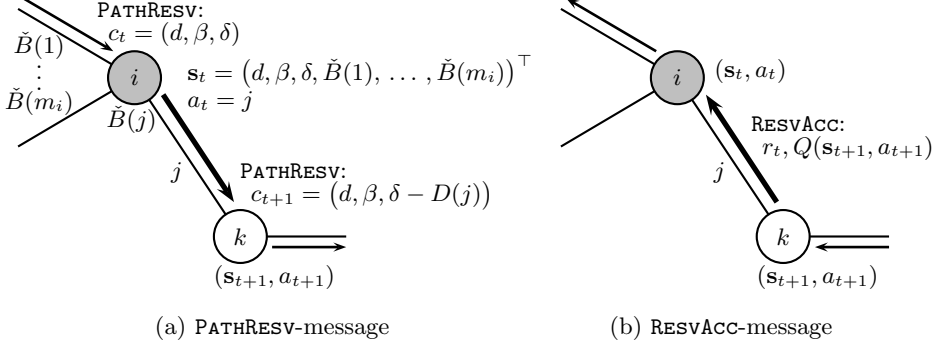 PATHRESV:
c_t = (d, β, δ)
B̌(1)
⋮
B̌(m_i)
i
s_t = (d, β, δ, B̌(1), … , B̌(m_i))^⊤
a_t = j
B̌(j)
j
PATHRESV:
c_{t+1} = (d, β, δ − D(j))
k
(s_{t+1}, a_{t+1})
(a) PATHRESV-message
i
(s_t, a_t)
RESVACC:
r_t, Q(s_{t+1}, a_{t+1})
j
k
(s_{t+1}, a_{t+1})
(b) RESVACC-message